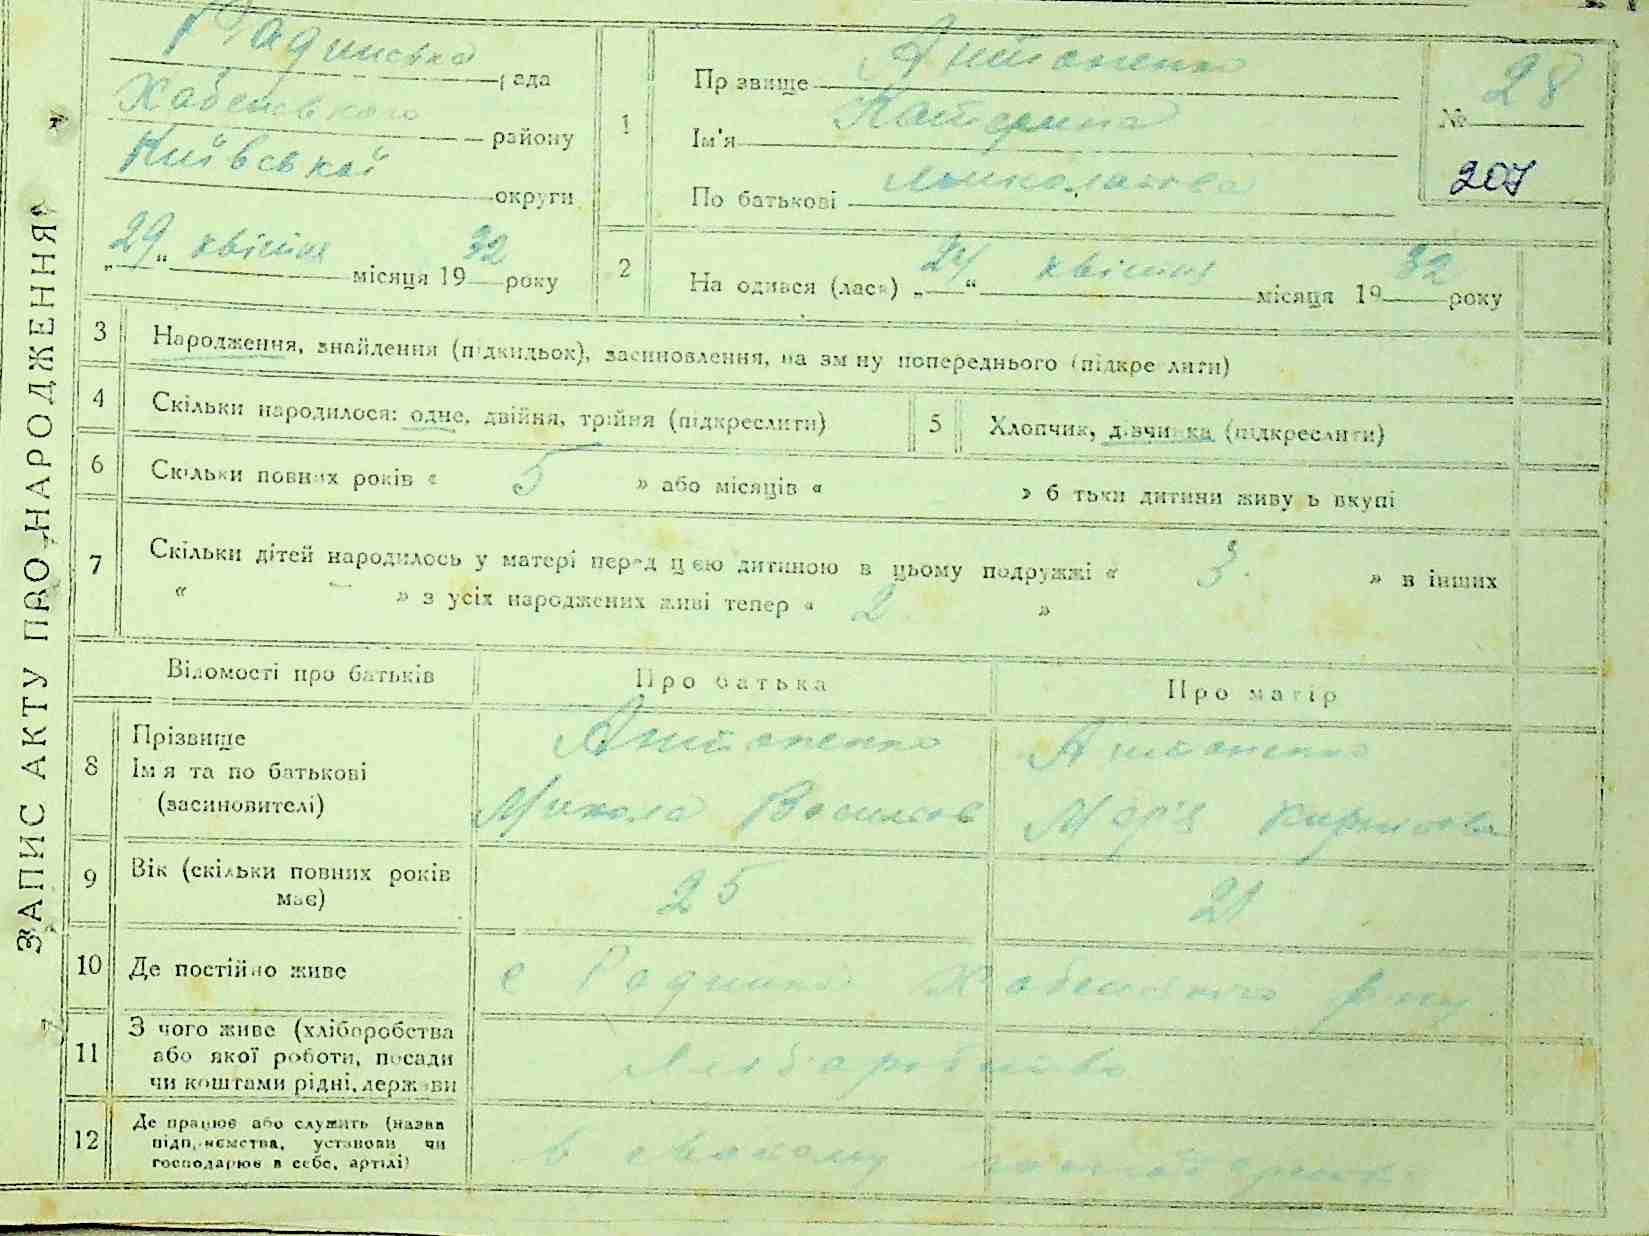 ЗАПИС АКТУ ПРО НАРОДЖЕННЯ
Радинська рада
Хабенського району
Київської округи
„29“ квітня місяця 1932 року
1
Прізвище Антоненко
Ім'я Катерина
По батькові Миколаївна
№ 28
207
2
На одився (лася) „24“ квітня місяця 1932 року
3 Народження, знайдення (підкидьок), засиновлення, на зміну попереднього (підкреслити)
4 Скільки народилося: одне, двійня, трійня (підкреслити)
5 Хлопчик, дівчинка (підкреслити)
6 Скільки повних років « 5 » або місяців « » б тьки дитини живу ь вкупі
7 Скільки дітей народилось у матері перед цією дитиною в цьому подружжі « 3 » в інших
« — » з усіх народжених живі тепер « 2 »
Відомості про батьків Про батька Про матір
8 Прізвище Антоненко Антоненко
Ім я та по батькові Микола Васильов Марія
(засиновителі)
9 Вік (скільки повних років має) 25 21
10 Де постійно живе с Радинка Хабенського р ну
11 З чого живе (хліборобства
або якої роботи, посади
чи коштами рідні, держави
хліборобство
12 Де працює або служить (назва
підприємства, установи чи
господарює в себе, артілі)
в свойому господарстві